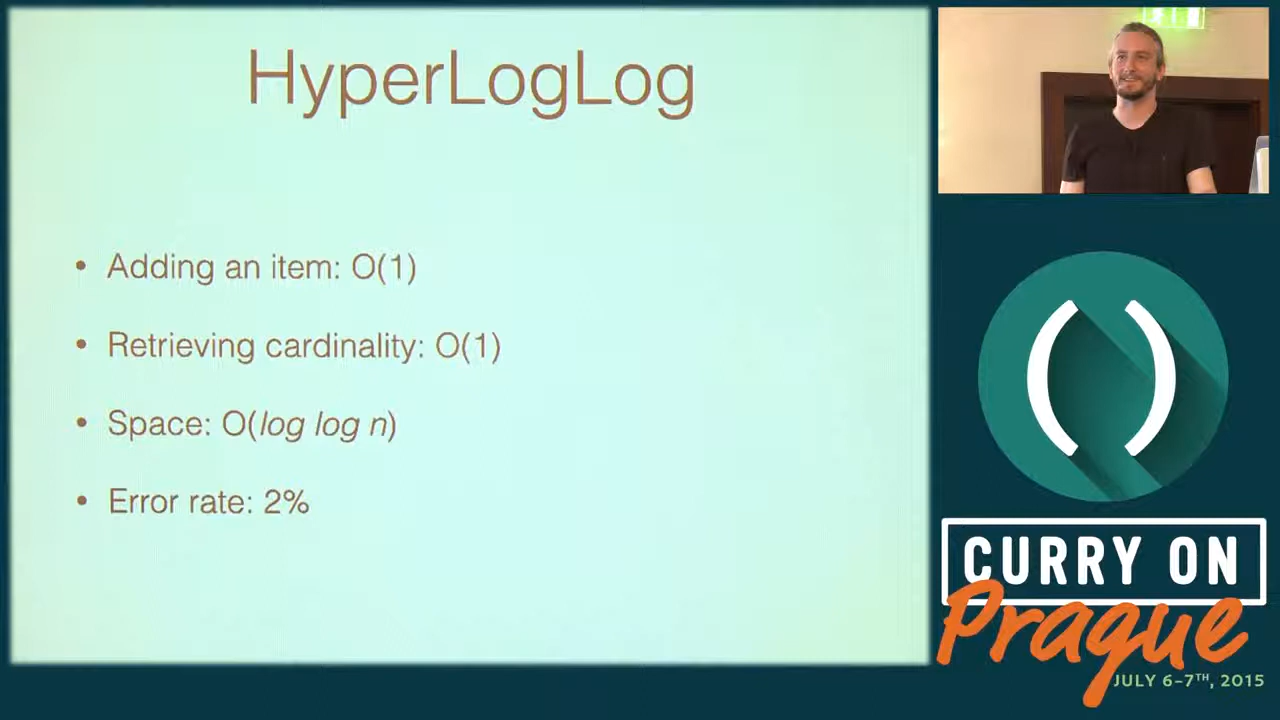 HyperLogLog
• Adding an item: O(1)
• Retrieving cardinality: O(1)
• Space: O(log log n)
• Error rate: 2%
( )
CURRY ON
Prague
JULY 6-7TH, 2015